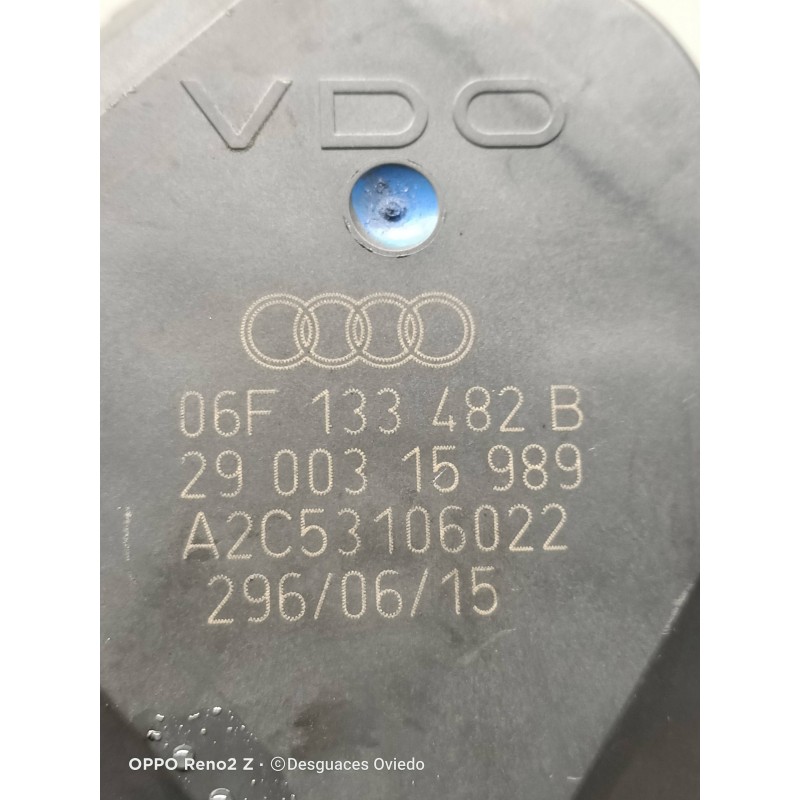 VDO
06F 133 482 B
29 003 15 989
A2C53106022
296/06/15
OPPO Reno2 Z · ©Desguaces Oviedo